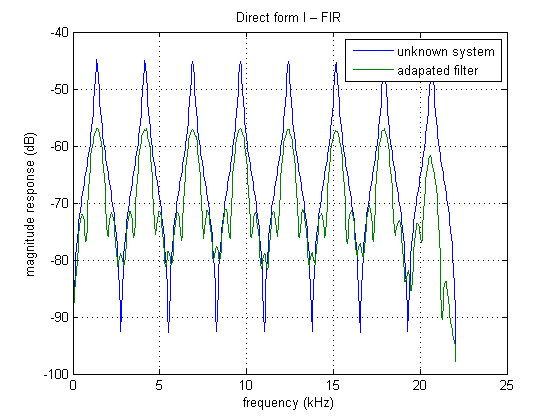 Direct form I – FIR
unknown system
adapated filter
magnitude response (dB)
-40
-50
-60
-70
-80
-90
-100
0
5
10
15
20
25
frequency (kHz)